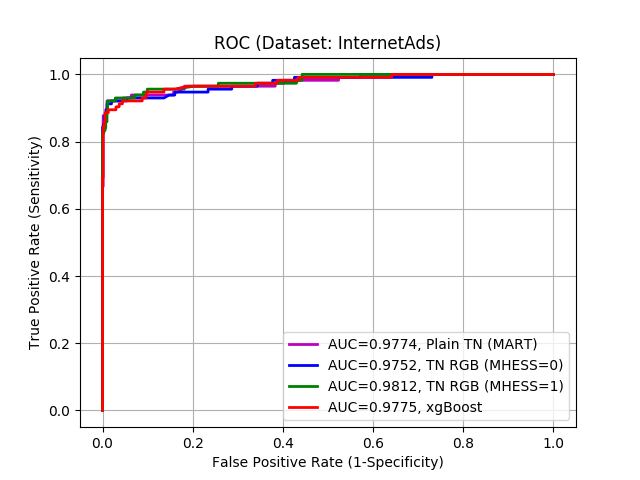 ROC (Dataset: InternetAds)
True Positive Rate (Sensitivity)
1.0
0.8
0.6
0.4
0.2
0.0
AUC=0.9774, Plain TN (MART)
AUC=0.9752, TN RGB (MHESS=0)
AUC=0.9812, TN RGB (MHESS=1)
AUC=0.9775, xgBoost
0.0 0.2 0.4 0.6 0.8 1.0
False Positive Rate (1-Specificity)